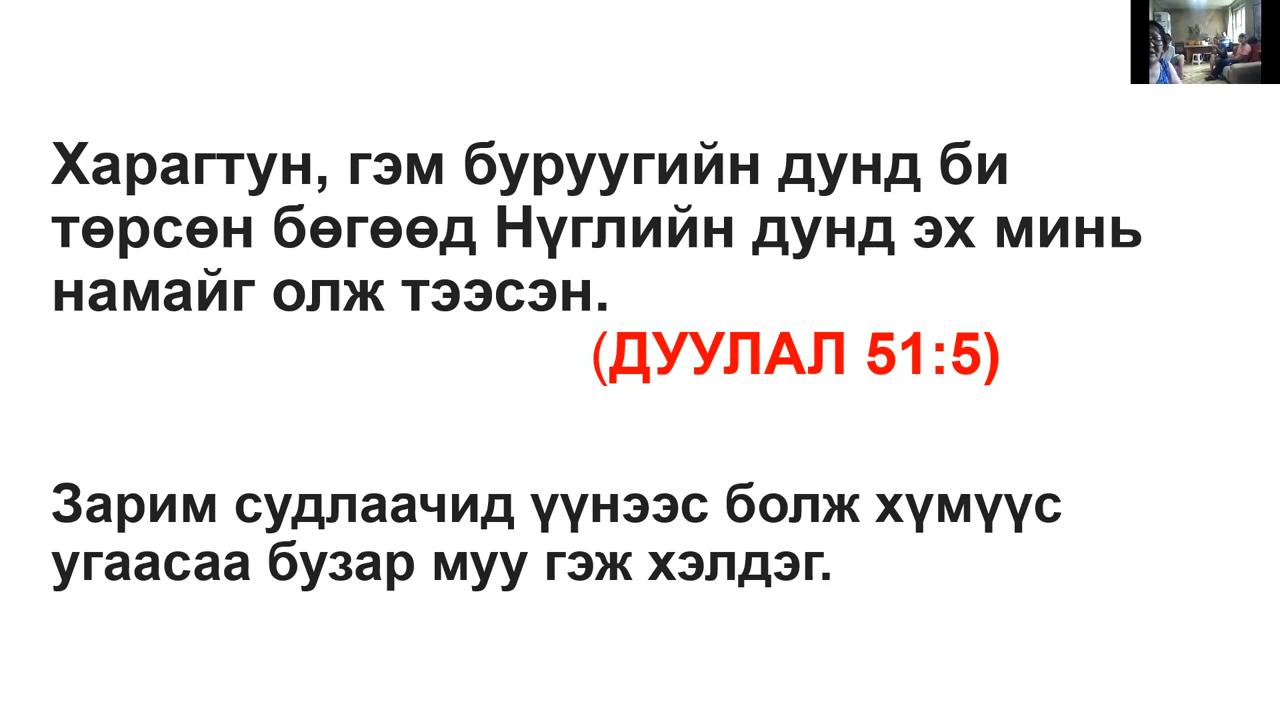 Харагтун, гэм буруугийн дунд би
төрсөн бөгөөд Нүглийн дунд эх минь
намайг олж тээсэн.
(ДУУЛАЛ 51:5)
Зарим судлаачид үүнээс болж хүмүүс
угаасаа бузар муу гэж хэлдэг.